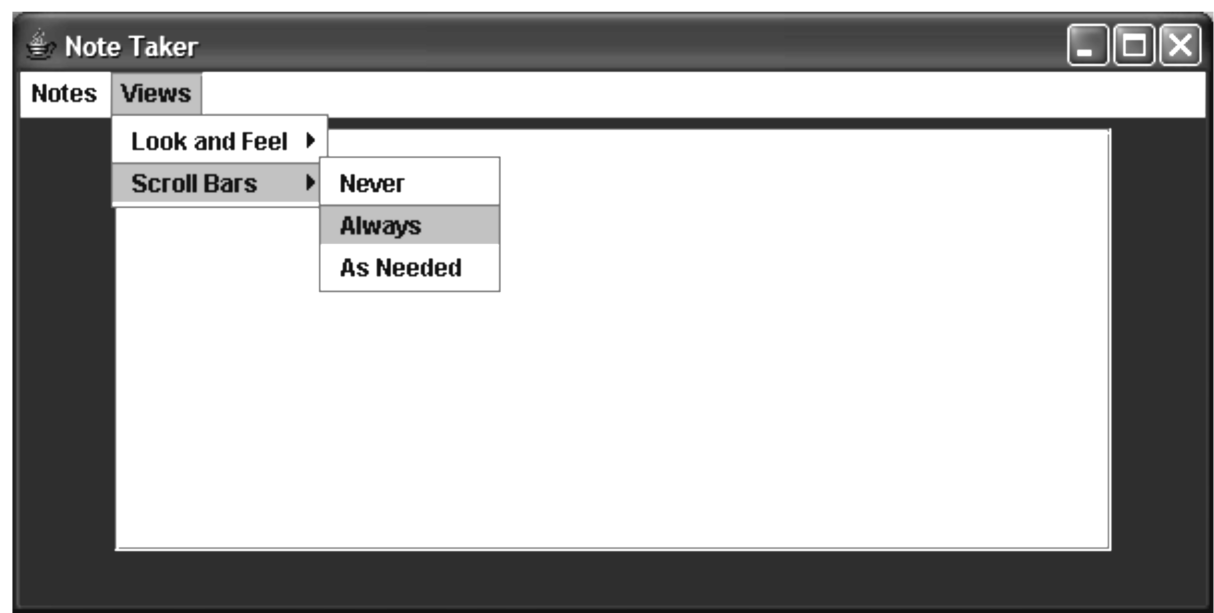 Note Taker
Notes Views
Look and Feel
Scroll Bars
Never
Always
As Needed